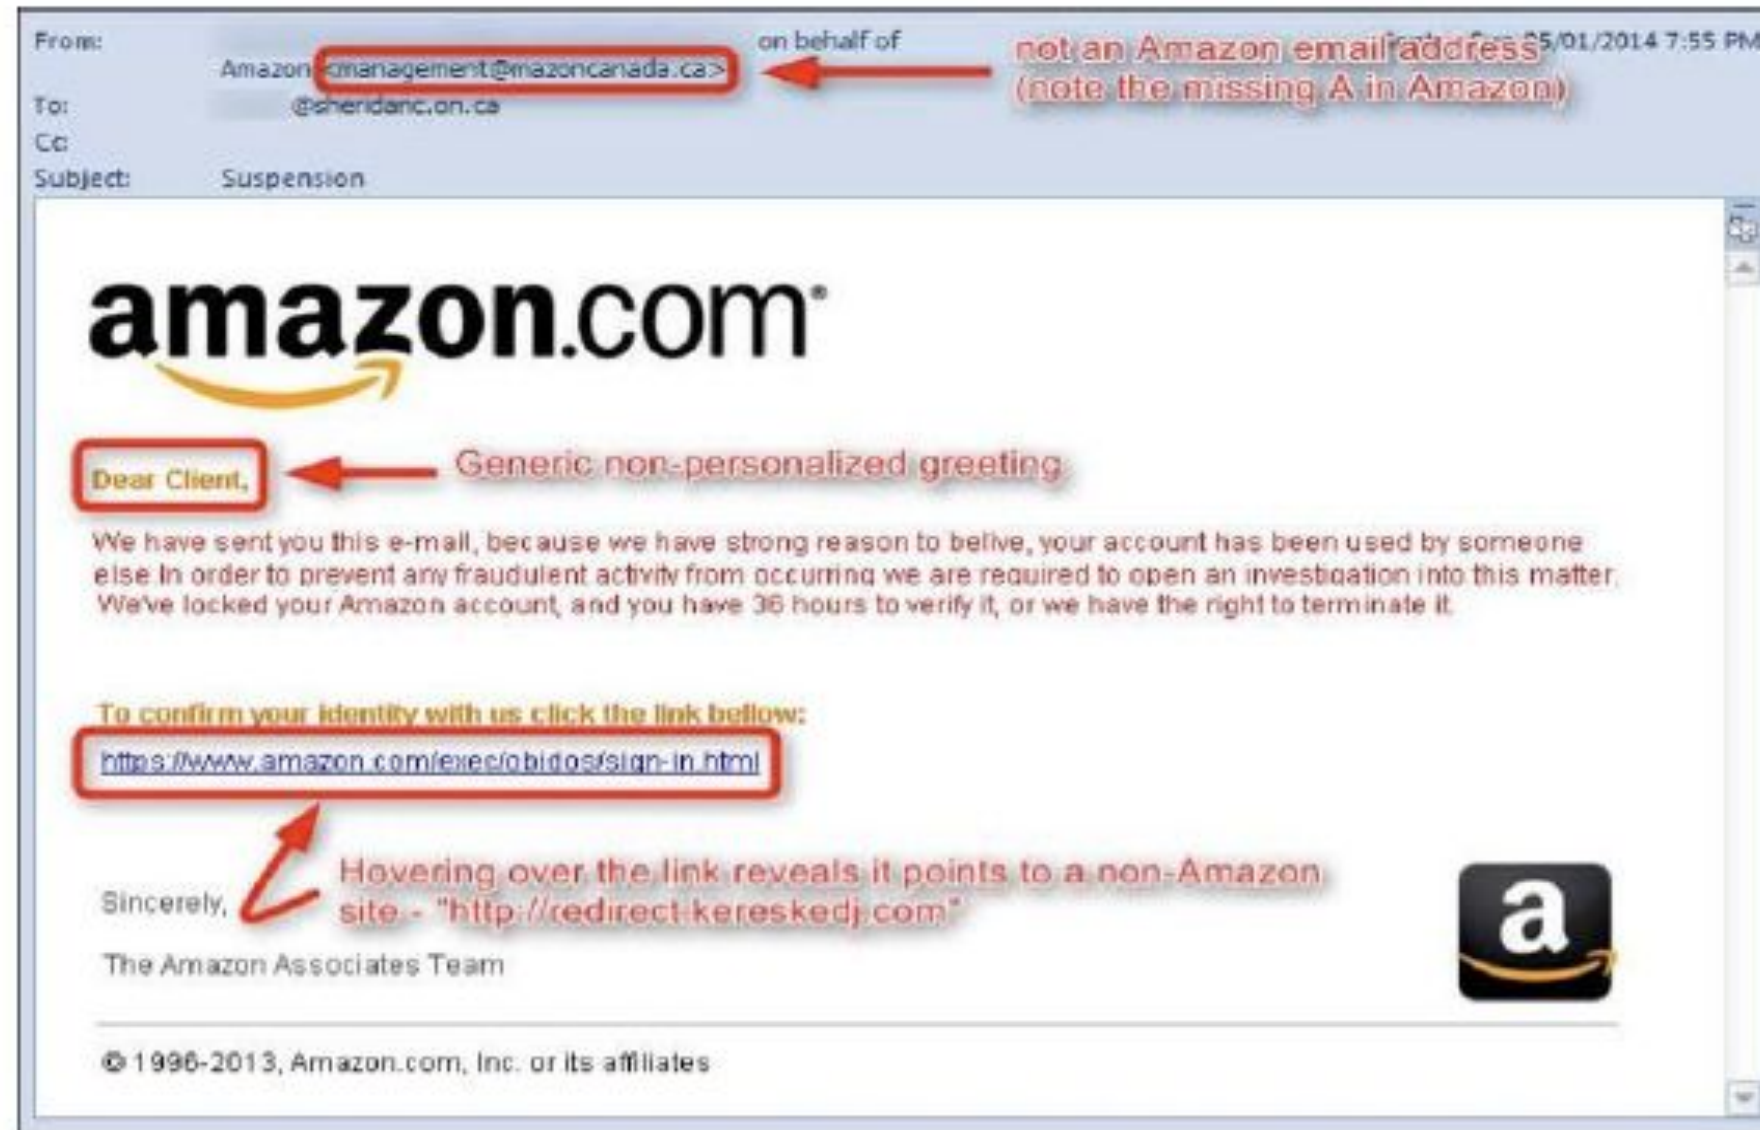 From: on behalf of
not an Amazon email address 05/01/2014 7:55 PM
Amazon <management@mazoncanada.ca>
(note the missing A in Amazon)
To: @sheridanc.on.ca
Cc:
Subject: Suspension
amazon.com®
Dear Client,
Generic non-personalized greeting
We have sent you this e-mail, because we have strong reason to belive, your account has been used by someone
else In order to prevent any fraudulent activity from occurring we are required to open an investigation into this matter.
We've locked your Amazon account, and you have 36 hours to verify it, or we have the right to terminate it.
To confirm your identity with us click the link bellow:
https://www.amazon.com/exec/obidos/sign-in.html
Hovering over the link reveals it points to a non-Amazon
site - "http://redirect-kereskedj.com"
Sincerely,
The Amazon Associates Team
a
© 1996-2013, Amazon.com, Inc. or its affiliates